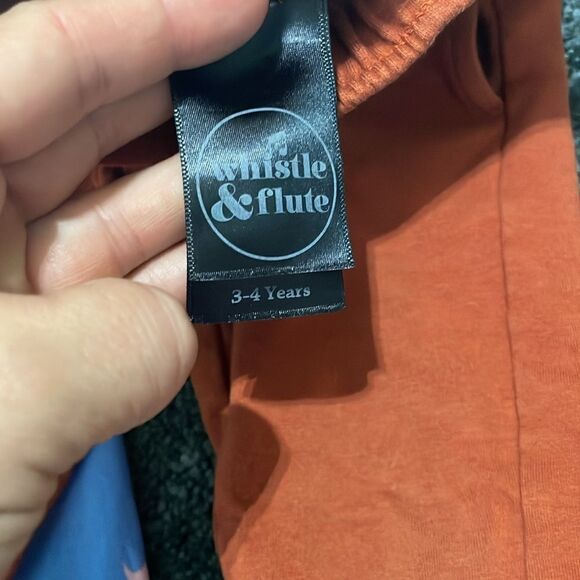 whistle
& flute
3-4 Years